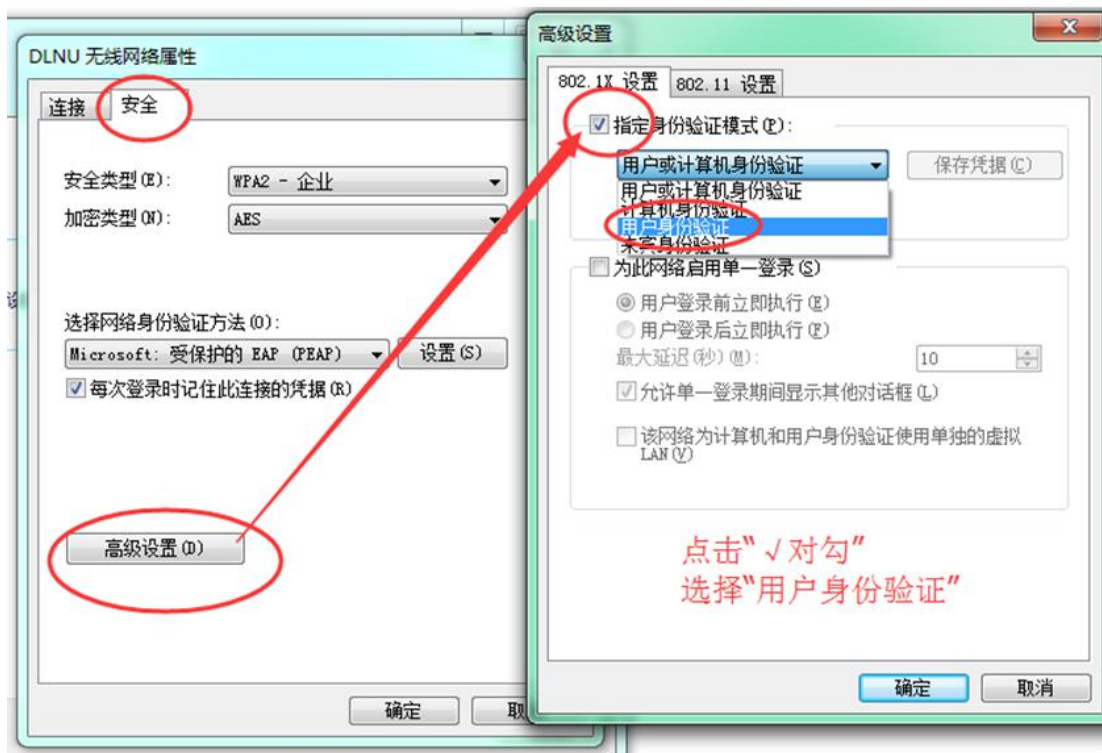 DLNU 无线网络属性
连接
安全
安全类型(E):
WPA2 - 企业
加密类型(N):
AES
选择网络身份验证方法(O):
Microsoft: 受保护的 EAP (PEAP)
设置(S)
每次登录时记住此连接的凭据(R)
高级设置(D)
确定
高级设置
802.1X 设置
802.11 设置
指定身份验证模式(P):
用户或计算机身份验证
保存凭据(C)
用户或计算机身份验证
计算机身份验证
用户身份验证
来宾身份验证
为此网络启用单一登录(S)
用户登录前立即执行(E)
用户登录后立即执行(F)
最大延迟(秒)(M):
10
允许单一登录期间显示其他对话框(L)
该网络为计算机和用户身份验证使用单独的虚拟
LAN(V)
点击“√对勾”
选择“用户身份验证”
确定
取消